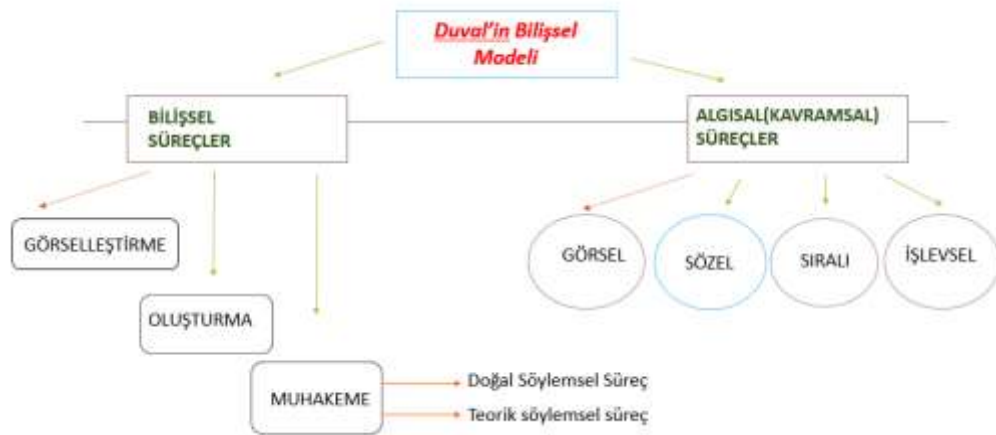 Duval'in Bilişsel
Modeli
BİLİŞSEL
SÜREÇLER
ALGISAL(KAVRAMSAL)
SÜREÇLER
GÖRSELLEŞTİRME
OLUŞTURMA
MUHAKEME
Doğal Söylemsel Süreç
Teorik söylemsel süreç
GÖRSEL
SÖZEL
SIRALI
İŞLEVSEL